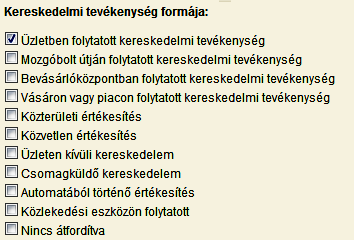 Kereskedelmi tevékenység formája:
Üzletben folytatott kereskedelmi tevékenység
Mozgóbolt útján folytatott kereskedelmi tevékenység
Bevásárlóközpontban folytatott kereskedelmi tevékenység
Vásáron vagy piacon folytatott kereskedelmi tevékenység
Közterületi értékesítés
Közvetlen értékesítés
Üzleten kívüli kereskedelem
Csomagküldő kereskedelem
Automatából történő értékesítés
Közlekedési eszközön folytatott
Nincs átfordítva